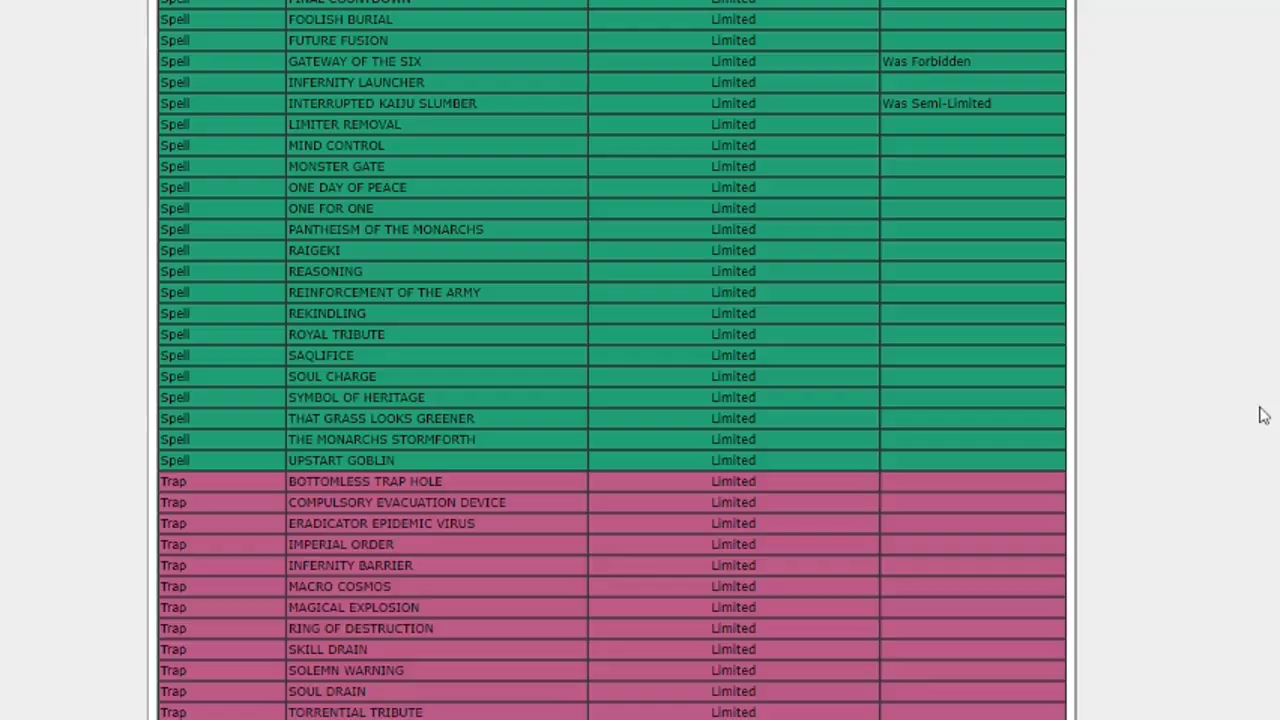 Spell FINAL COUNTDOWN Limited
Spell FOOLISH BURIAL Limited
Spell FUTURE FUSION Limited
Spell GATEWAY OF THE SIX Limited Was Forbidden
Spell INFERNITY LAUNCHER Limited
Spell INTERRUPTED KAIJU SLUMBER Limited Was Semi-Limited
Spell LIMITER REMOVAL Limited
Spell MIND CONTROL Limited
Spell MONSTER GATE Limited
Spell ONE DAY OF PEACE Limited
Spell ONE FOR ONE Limited
Spell PANTHEISM OF THE MONARCHS Limited
Spell RAIGEKI Limited
Spell REASONING Limited
Spell REINFORCEMENT OF THE ARMY Limited
Spell REKINDLING Limited
Spell ROYAL TRIBUTE Limited
Spell SAQLIFICE Limited
Spell SOUL CHARGE Limited
Spell SYMBOL OF HERITAGE Limited
Spell THAT GRASS LOOKS GREENER Limited
Spell THE MONARCHS STORMFORTH Limited
Spell UPSTART GOBLIN Limited
Trap BOTTOMLESS TRAP HOLE Limited
Trap COMPULSORY EVACUATION DEVICE Limited
Trap ERADICATOR EPIDEMIC VIRUS Limited
Trap IMPERIAL ORDER Limited
Trap INFERNITY BARRIER Limited
Trap MACRO COSMOS Limited
Trap MAGICAL EXPLOSION Limited
Trap RING OF DESTRUCTION Limited
Trap SKILL DRAIN Limited
Trap SOLEMN WARNING Limited
Trap SOUL DRAIN Limited
Trap TORRENTIAL TRIBUTE Limited